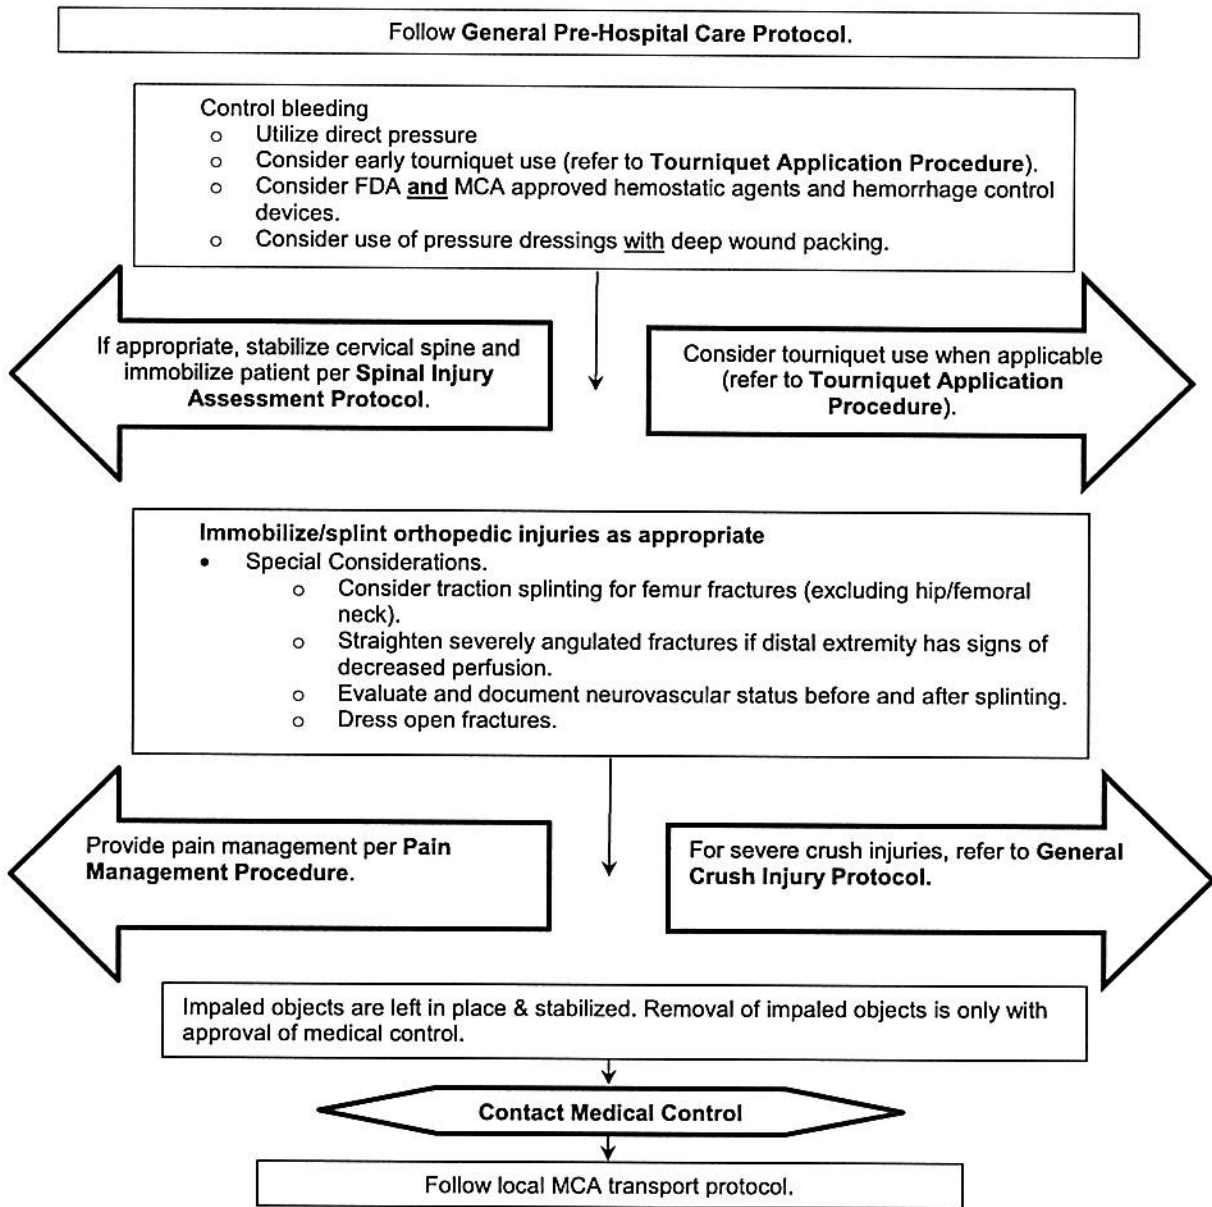 Follow General Pre-Hospital Care Protocol.
Control bleeding
o Utilize direct pressure
o Consider early tourniquet use (refer to Tourniquet Application Procedure).
o Consider FDA and MCA approved hemostatic agents and hemorrhage control
devices.
o Consider use of pressure dressings with deep wound packing.
If appropriate, stabilize cervical spine and
immobilize patient per Spinal Injury
Assessment Protocol.
Consider tourniquet use when applicable
(refer to Tourniquet Application
Procedure).
Immobilize/splint orthopedic injuries as appropriate
• Special Considerations.
o Consider traction splinting for femur fractures (excluding hip/femoral
neck).
o Straighten severely angulated fractures if distal extremity has signs of
decreased perfusion.
o Evaluate and document neurovascular status before and after splinting.
o Dress open fractures.
Provide pain management per Pain
Management Procedure.
For severe crush injuries, refer to General
Crush Injury Protocol.
Impaled objects are left in place & stabilized. Removal of impaled objects is only with
approval of medical control.
Contact Medical Control
Follow local MCA transport protocol.